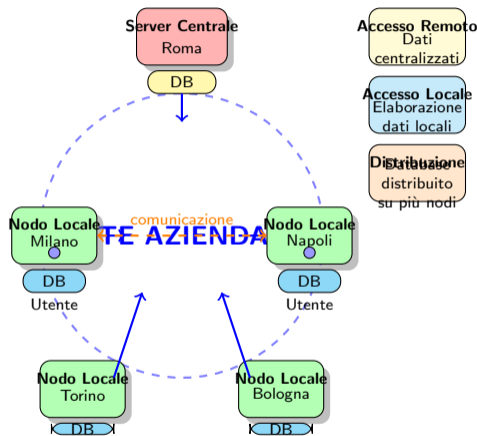 Server Centrale
Roma
DB
Accesso Remoto
Dati
centralizzati
Accesso Locale
Elaborazione
dati locali
Distribuzione
Database
distribuito
su più nodi
comunicazione
TE AZIENDA
Nodo Locale
Milano
DB
Utente
Nodo Locale
Napoli
DB
Utente
Nodo Locale
Torino
DB
Nodo Locale
Bologna
DB